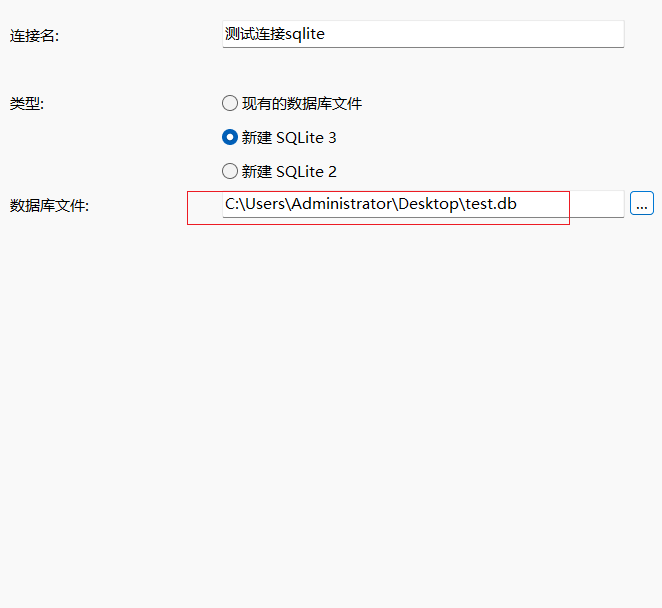 连接名:
测试连接sqlite
类型:
现有的数据库文件
新建 SQLite 3
新建 SQLite 2
数据库文件:
C:\Users\Administrator\Desktop\test.db
...